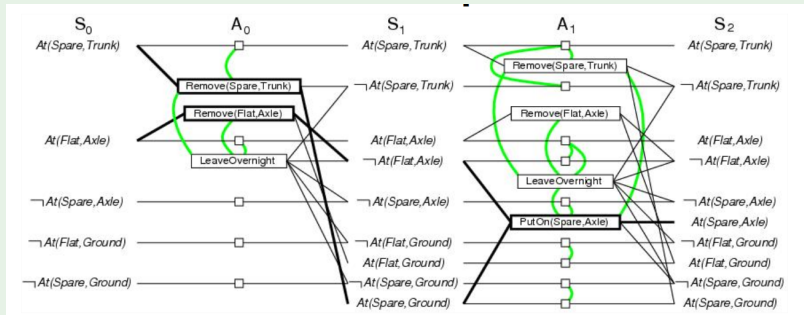 S0 A0 S1 A1 S2
At(Spare,Trunk) At(Spare,Trunk) At(Spare,Trunk)
Remove(Spare,Trunk)
Remove(Spare,Trunk) ¬At(Spare,Trunk) ¬At(Spare,Trunk)
Remove(Flat,Axle) Remove(Flat,Axle)
At(Flat,Axle) At(Flat,Axle) At(Flat,Axle)
LeaveOvernight ¬At(Flat,Axle) ¬At(Flat,Axle)
LeaveOvernight
¬At(Spare,Axle) ¬At(Spare,Axle) ¬At(Spare,Axle)
PutOn(Spare,Axle) At(Spare,Axle)
¬At(Flat,Ground) ¬At(Flat,Ground) ¬At(Flat,Ground)
At(Flat,Ground) At(Flat,Ground)
¬At(Spare,Ground) ¬At(Spare,Ground) ¬At(Spare,Ground)
At(Spare,Ground) At(Spare,Ground)